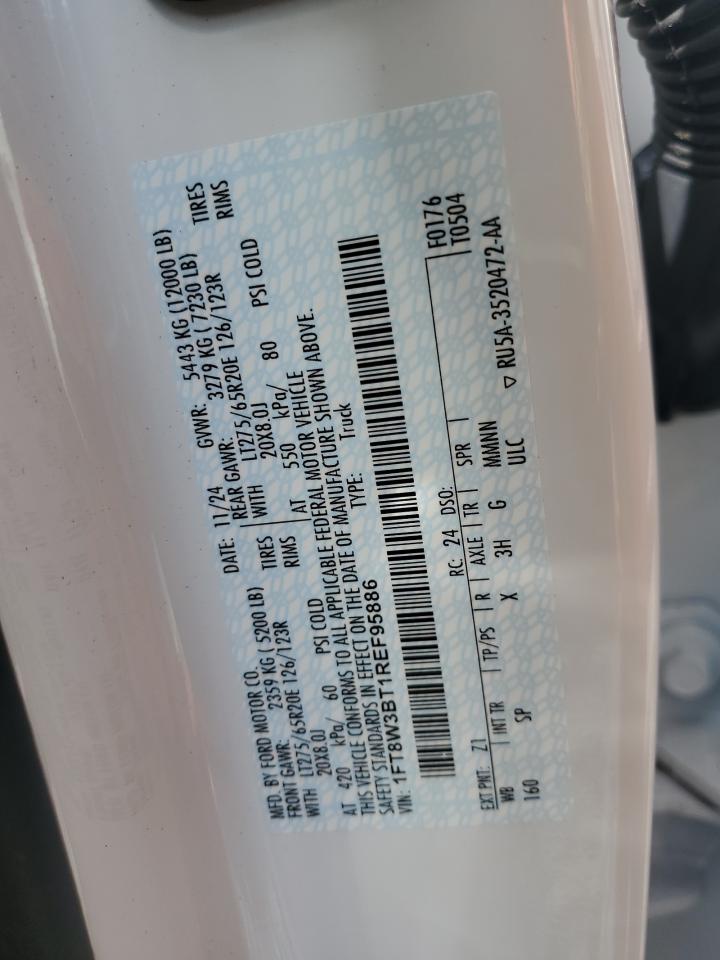 MFD. BY FORD MOTOR CO.
DATE: 11/24 GVWR: 5443 KG (12000 LB)
FRONT GAWR: 2359 KG ( 5200 LB) REAR GAWR: 3279 KG ( 7230 LB)
WITH LT275/65R20E 126/123R TIRES WITH LT275/65R20E 126/123R TIRES
20X8.0J RIMS 20X8.0J RIMS
AT 420 kPa/ 60 PSI COLD AT 550 kPa/ 80 PSI COLD
THIS VEHICLE CONFORMS TO ALL APPLICABLE FEDERAL MOTOR VEHICLE
SAFETY STANDARDS IN EFFECT ON THE DATE OF MANUFACTURE SHOWN ABOVE.
VIN: 1FT8W3BT1REF95886 TYPE: Truck
F0176
EXT PNT: Z1 RC: 24 DSO: T0504
WB INT TR TP/PS R AXLE TR SPR
160 SP X 3H G MMNNN
ULC ▽ RU5A-3520472-AA